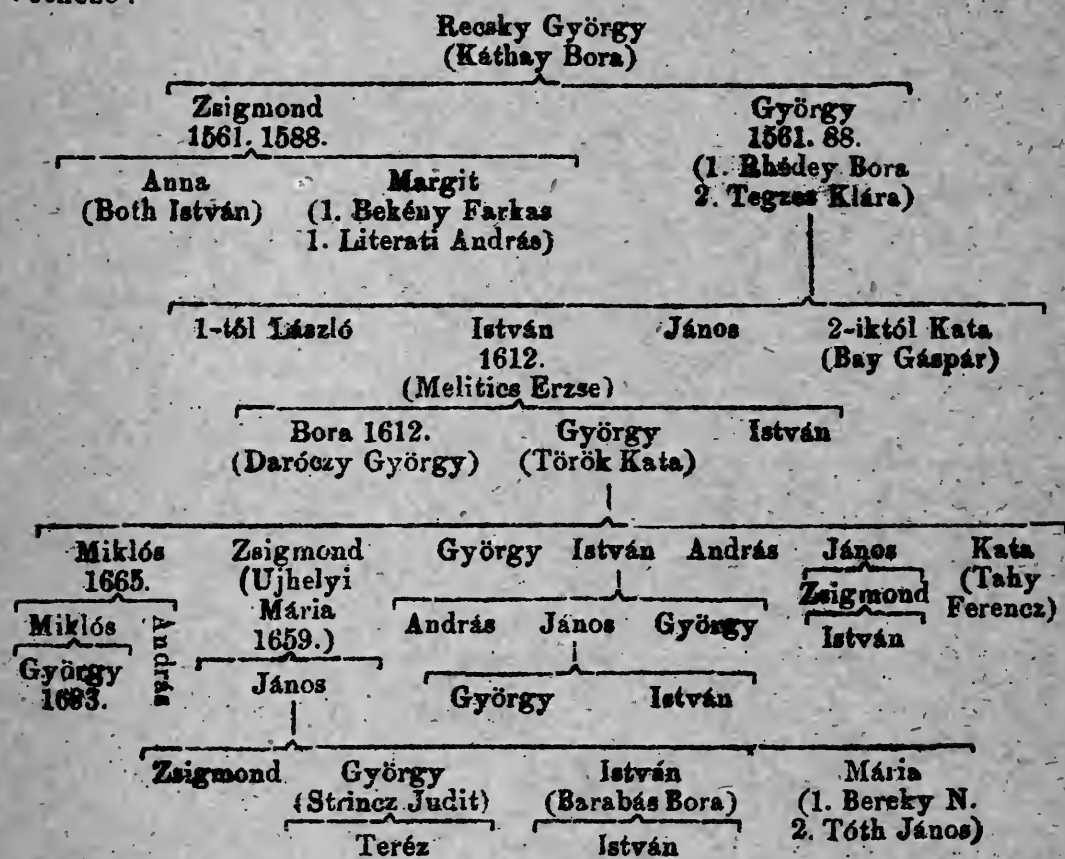 Recsky György
(Káthay Bora)
Zsigmond György
1561. 1588. 1561. 88.
(1. Rhédey Bora
Anna Margit 2. Tegzes Klára)
(Both István) (1. Bekény Farkas
1. Literati András)
1-től László István János 2-iktól Kata
1612. (Bay Gáspár)
(Melitics Erzse)
Bora 1612. György István
(Daróczy György) (Török Kata)
Miklós Zsigmond György István András János Kata
1665. (Ujhelyi Zsigmond (Tahy
Mária Ferencz)
Miklós András 1659.) András János György István
György János György István
1683.
Zsigmond György István Mária
(Strincz Judit) (Barabás Bora) (1. Bereky N.
2. Tóth János)
Teréz István